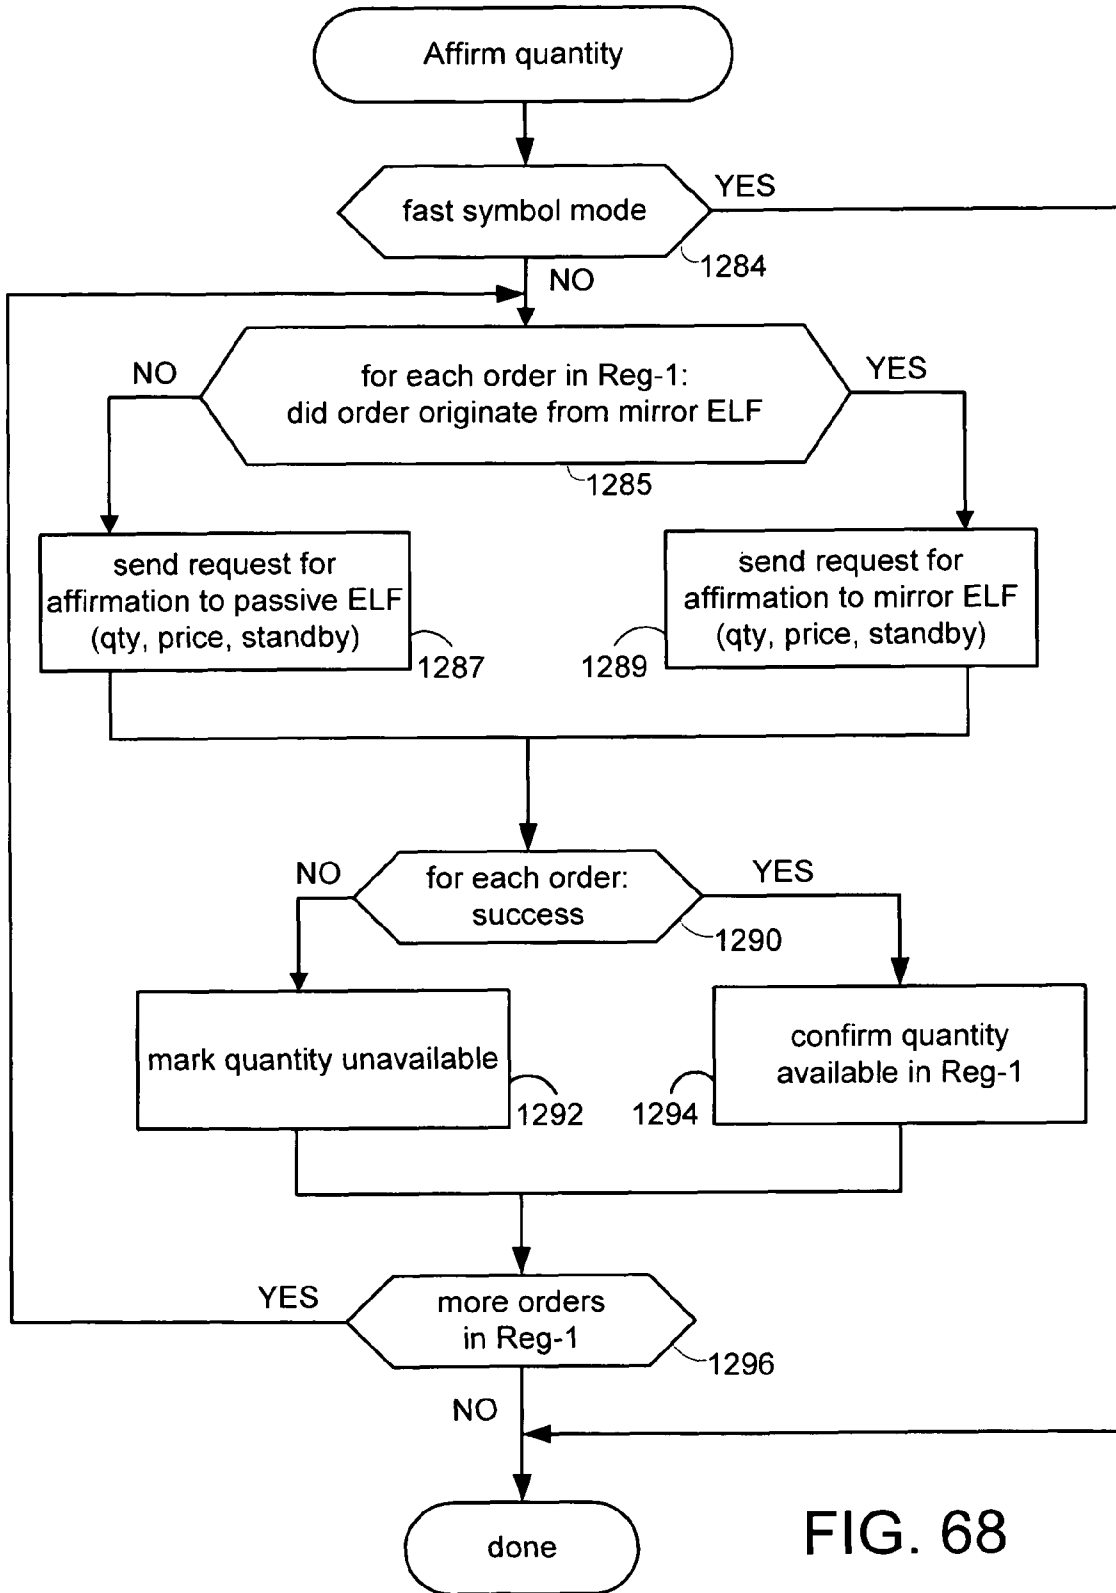 Affirm quantity
fast symbol mode
YES
1284
NO
for each order in Reg-1:
did order originate from mirror ELF
NO
YES
1285
send request for
affirmation to passive ELF
(qty, price, standby)
1287
send request for
affirmation to mirror ELF
(qty, price, standby)
1289
for each order:
success
NO
YES
1290
mark quantity unavailable
1292
confirm quantity
available in Reg-1
1294
more orders
in Reg-1
YES
1296
NO
done
FIG. 68